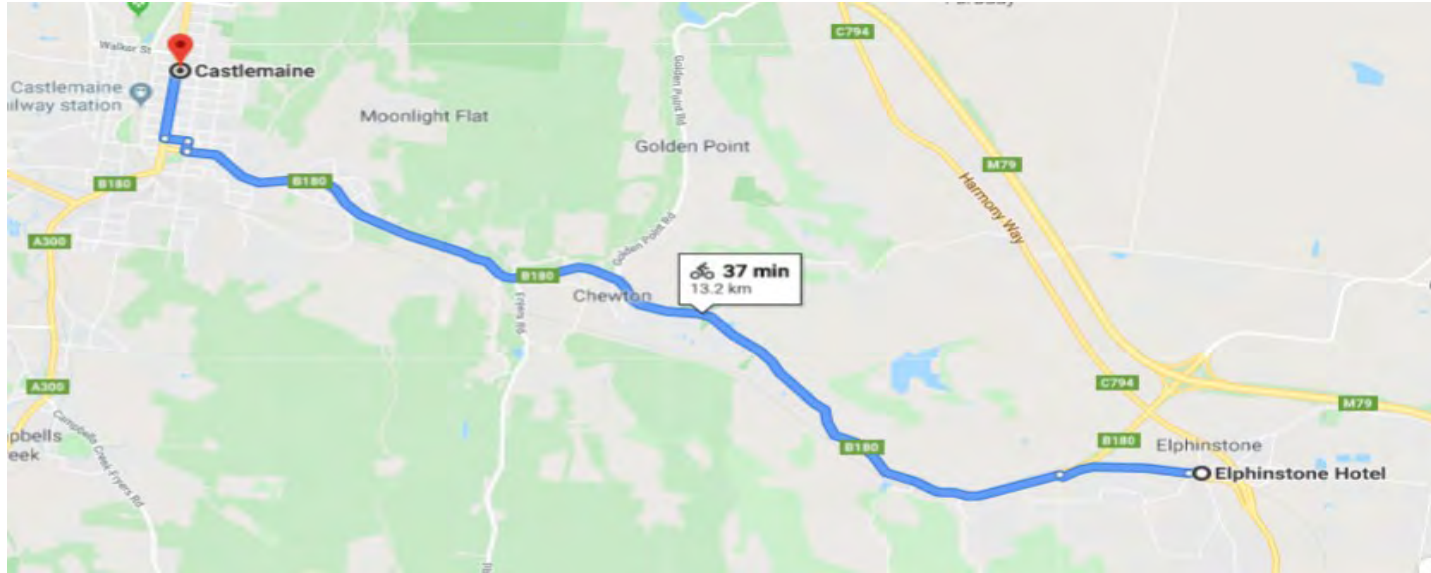 Walker St
Castlemaine
Castlemaine
ilway station
Moonlight Flat
Golden Point Rd
Golden Point
C794
M79
Harmony Way
B180
B180
A300
Golden Point Rd
B180
37 min
13.2 km
Chewton
Fryers Rd
A300
C794
M79
B180
B180
Elphinstone
Elphinstone Hotel
pbells
eek
Campbells Creek-Fryers Rd